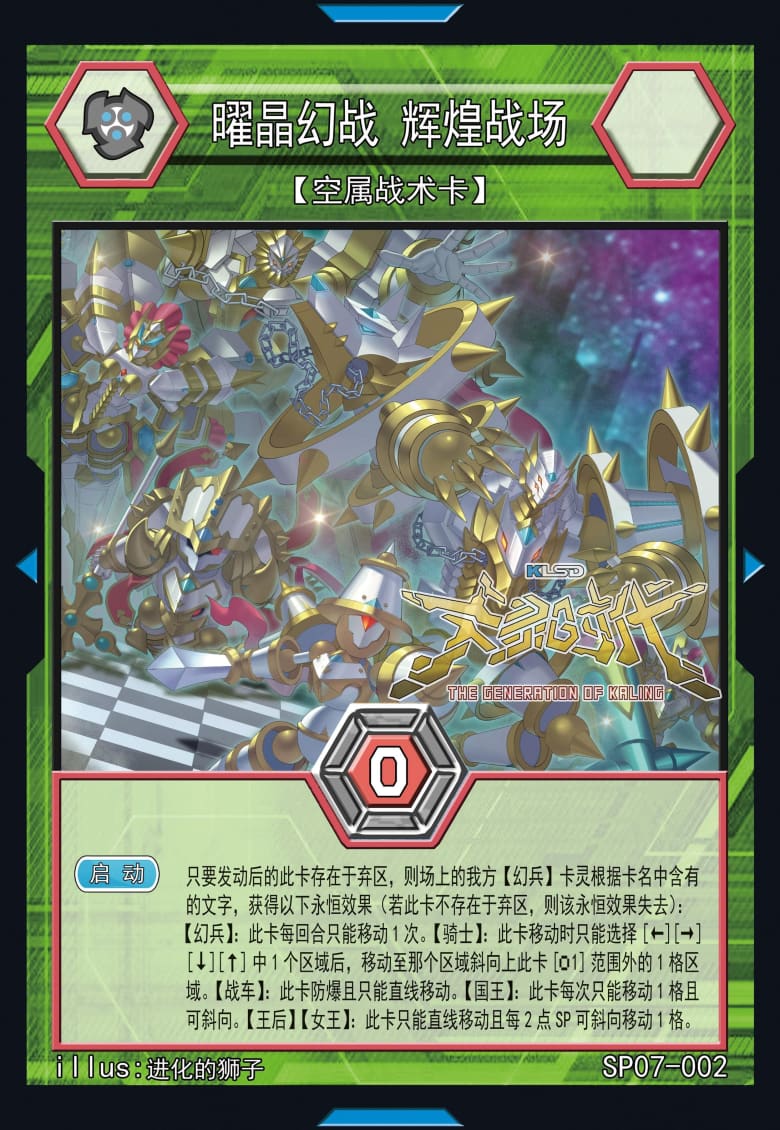 曜晶幻战 辉煌战场
【空属战术卡】
KLSD
卡灵时代
THE GENERATION OF KALING
0
启动
只要发动后的此卡存在于弃区，则场上的我方【幻兵】卡灵根据卡名中含有
的文字，获得以下永恒效果（若此卡不存在于弃区，则该永恒效果失去）：
【幻兵】：此卡每回合只能移动1次。【骑士】：此卡移动时只能选择[←][→]
[↓][↑]中1个区域后，移动至那个区域斜向上此卡[O1]范围外的1格区
域。【战车】：此卡防爆且只能直线移动。【国王】：此卡每次只能移动1格且
可斜向。【王后】【女王】：此卡只能直线移动且每2点SP可斜向移动1格。
illus:进化的狮子
SP07-002